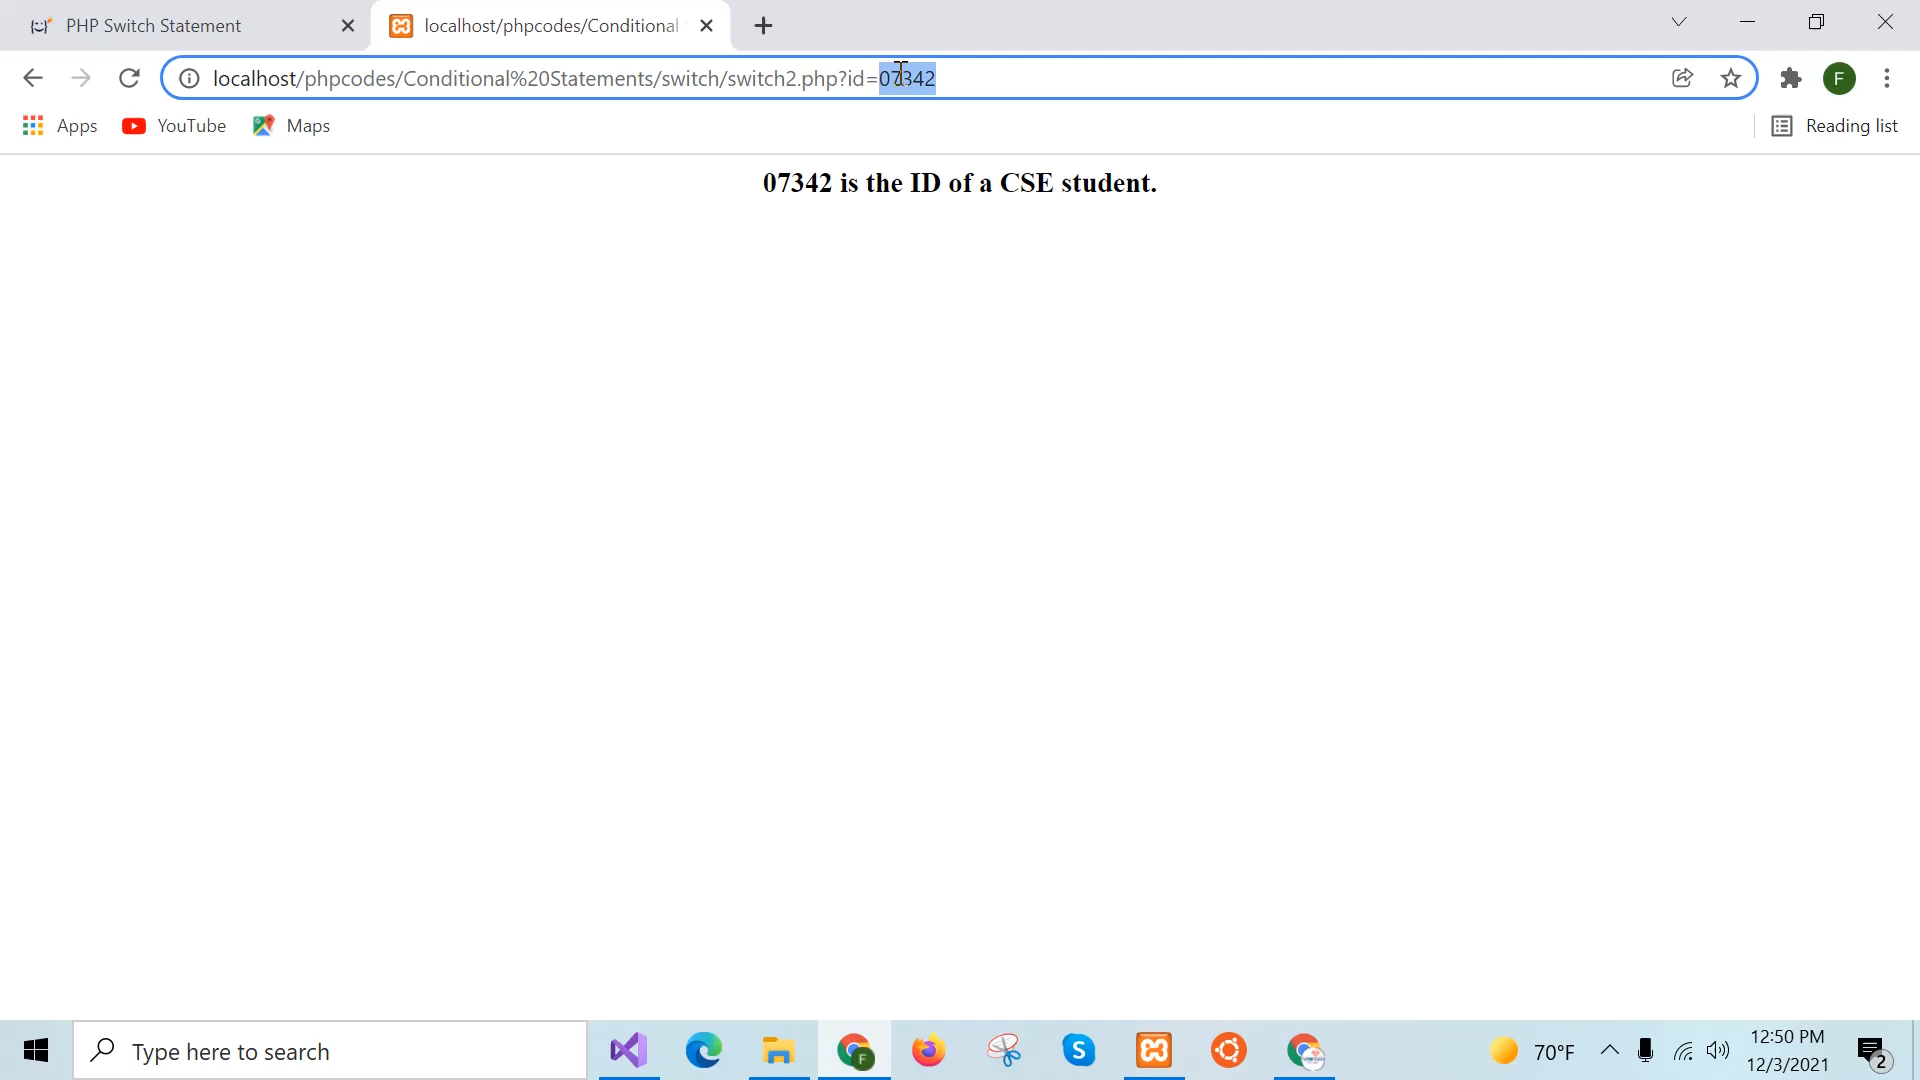 PHP Switch Statement
localhost/phpcodes/Conditional
localhost/phpcodes/Conditional%20Statements/switch/switch2.php?id=07342
F
Apps
YouTube
Maps
Reading list
07342 is the ID of a CSE student.
Type here to search
F
S
70°F
12:50 PM
12/3/2021
2